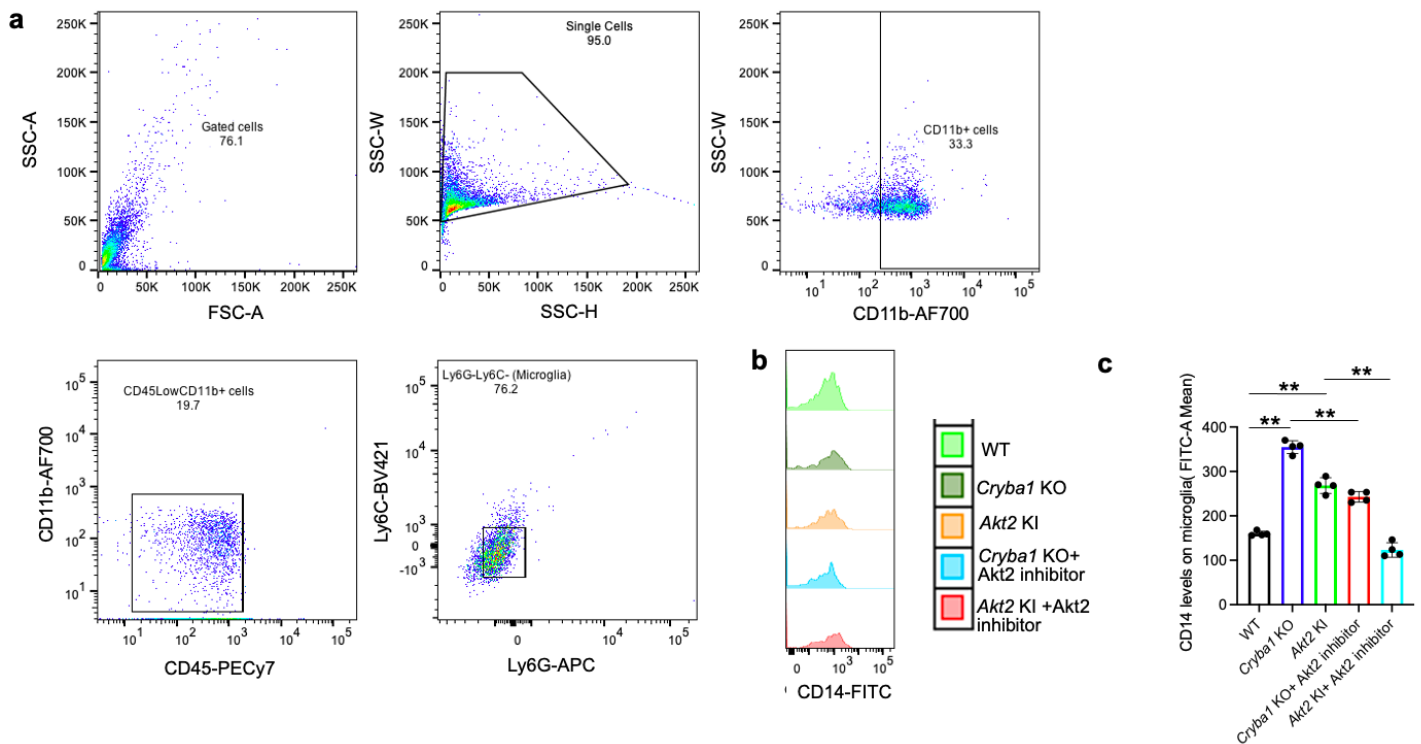 a
250K
200K
150K
100K
50K
0
SSC-A
Gated cells
76.1
0 50K 100K 150K 200K 250K
FSC-A
250K
200K
150K
100K
50K
0
SSC-W
Single Cells
95.0
0 50K 100K 150K 200K 250K
SSC-H
250K
200K
150K
100K
50K
0
SSC-W
CD11b+ cells
33.3
10¹ 10² 10³ 10⁴ 10⁵
CD11b-AF700
10⁵
10⁴
10³
10²
10¹
CD11b-AF700
CD45LowCD11b+ cells
19.7
10¹ 10² 10³ 10⁴ 10⁵
CD45-PECy7
10⁵
10⁴
10³
0
-10³
Ly6C-BV421
Ly6G-Ly6C- (Microglia)
76.2
0 10⁴ 10⁵
Ly6G-APC
b
0 10³ 10⁵
CD14-FITC
WT
Cryba1 KO
Akt2 KI
Cryba1 KO+
Akt2 inhibitor
Akt2 KI +Akt2
inhibitor
c
**
**
** **
400
300
200
100
0
CD14 levels on microglia( FITC-A Mean)
WT
Cryba1 KO
Akt2 KI
Cryba1 KO+ Akt2 inhibitor
Akt2 KI+ Akt2 inhibitor